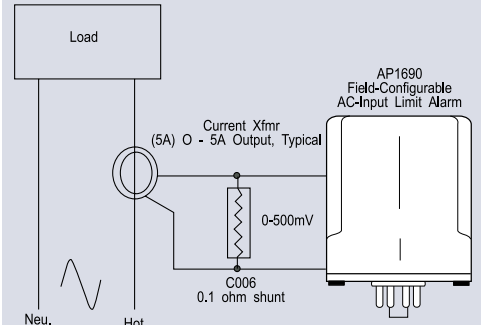 Load
AP1690
Field-Configurable
AC-Input Limit Alarm
Current Xfmr
(5A) O - 5A Output, Typical
0-500mV
C006
0.1 ohm shunt
Neu.
Hot